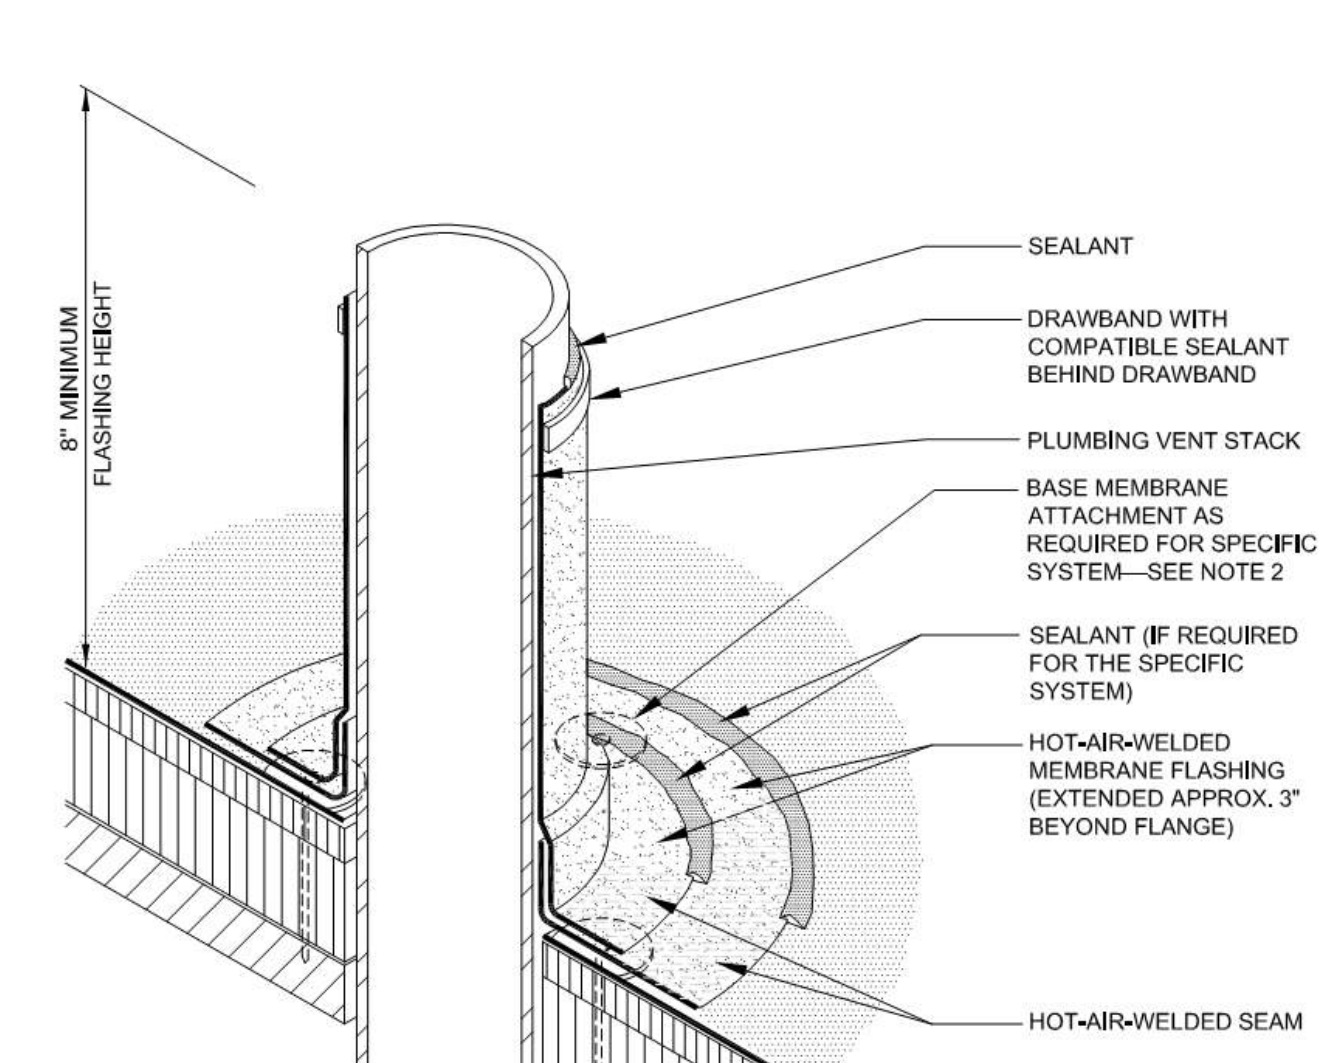 8" MINIMUM
FLASHING HEIGHT
SEALANT
DRAWBAND WITH
COMPATIBLE SEALANT
BEHIND DRAWBAND
PLUMBING VENT STACK
BASE MEMBRANE
ATTACHMENT AS
REQUIRED FOR SPECIFIC
SYSTEM—SEE NOTE 2
SEALANT (IF REQUIRED
FOR THE SPECIFIC
SYSTEM)
HOT-AIR-WELDED
MEMBRANE FLASHING
(EXTENDED APPROX. 3"
BEYOND FLANGE)
HOT-AIR-WELDED SEAM